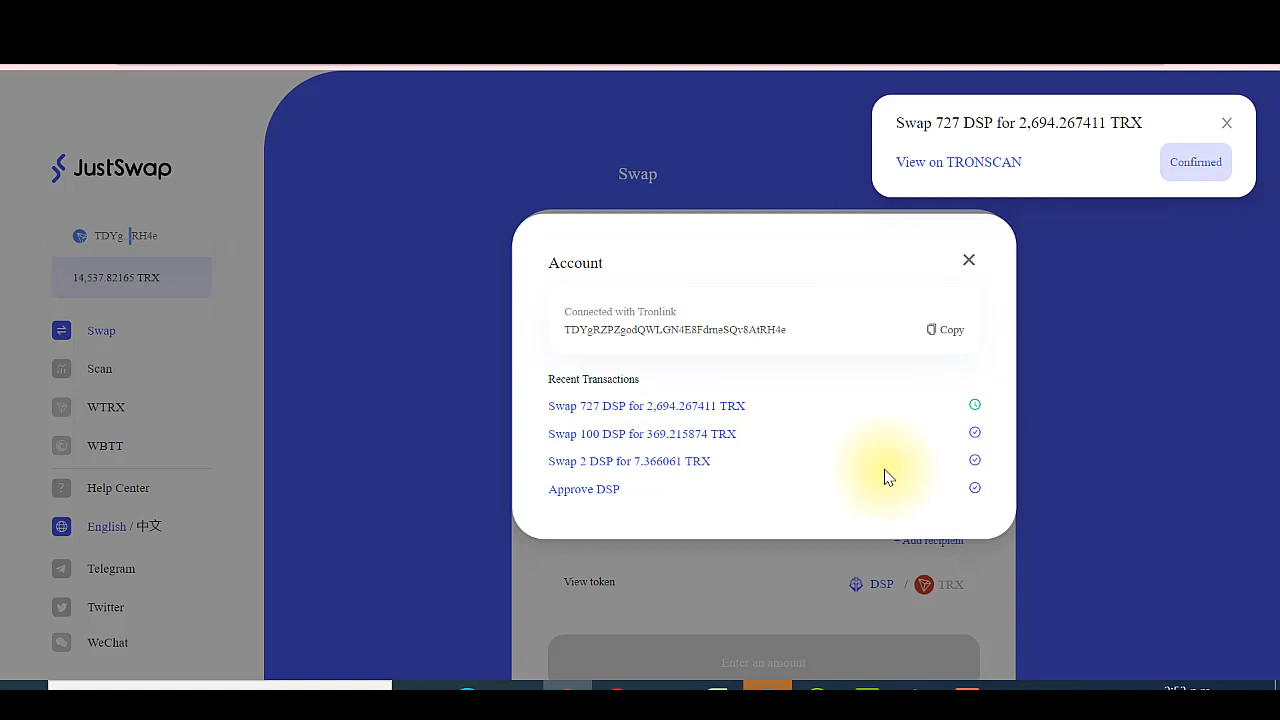 Swap 727 DSP for 2,694.267411 TRX
View on TRONSCAN
Confirmed
JustSwap
Swap
TDYg. RH4e
14,537.82165 TRX
Swap
Scan
WTRX
WBTT
Help Center
English / 中文
Telegram
Twitter
WeChat
Account
Connected with Tronlink
TDYgRZPZgodQWLGN4E8FdrneSQv8AtRH4e
Copy
Recent Transactions
Swap 727 DSP for 2,694.267411 TRX
Swap 100 DSP for 369.215874 TRX
Swap 2 DSP for 7.366061 TRX
Approve DSP
+ Add recipient
View token
DSP / TRX
Enter an amount